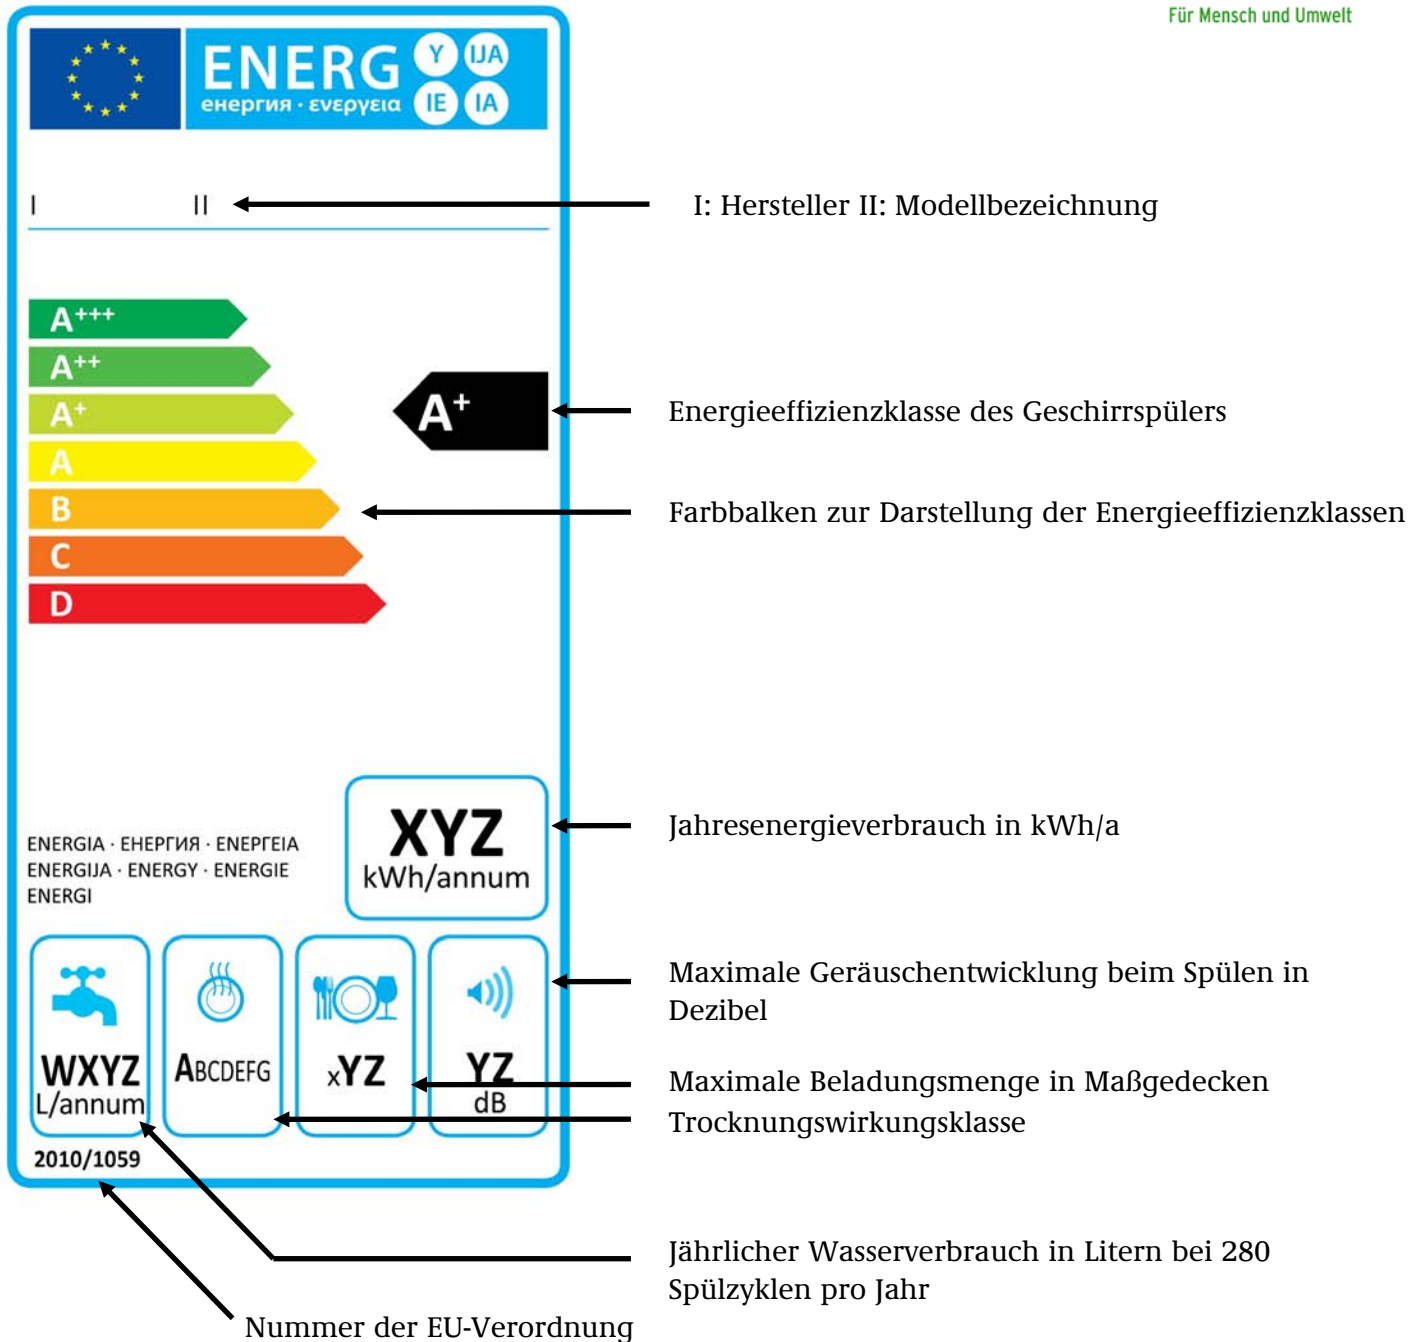 Für Mensch und Umwelt
ENERG Y IJA
енергия · ενεργεια IE IA
I II
I: Hersteller II: Modellbezeichnung
A+++
A++
A+
A
B
C
D
A+
Energieeffizienzklasse des Geschirrspülers
Farbbalken zur Darstellung der Energieeffizienzklassen
ENERGIA · ЕНЕРГИЯ · ΕΝΕΡΓΕΙΑ
ENERGIJA · ENERGY · ENERGIE
ENERGI
XYZ
kWh/annum
Jahresenergieverbrauch in kWh/a
WXYZ
L/annum
ABCDEFG
xYZ
YZ
dB
Maximale Geräuschentwicklung beim Spülen in
Dezibel
Maximale Beladungsmenge in Maßgedecken
Trocknungswirkungsklasse
2010/1059
Jährlicher Wasserverbrauch in Litern bei 280
Spülzyklen pro Jahr
Nummer der EU-Verordnung